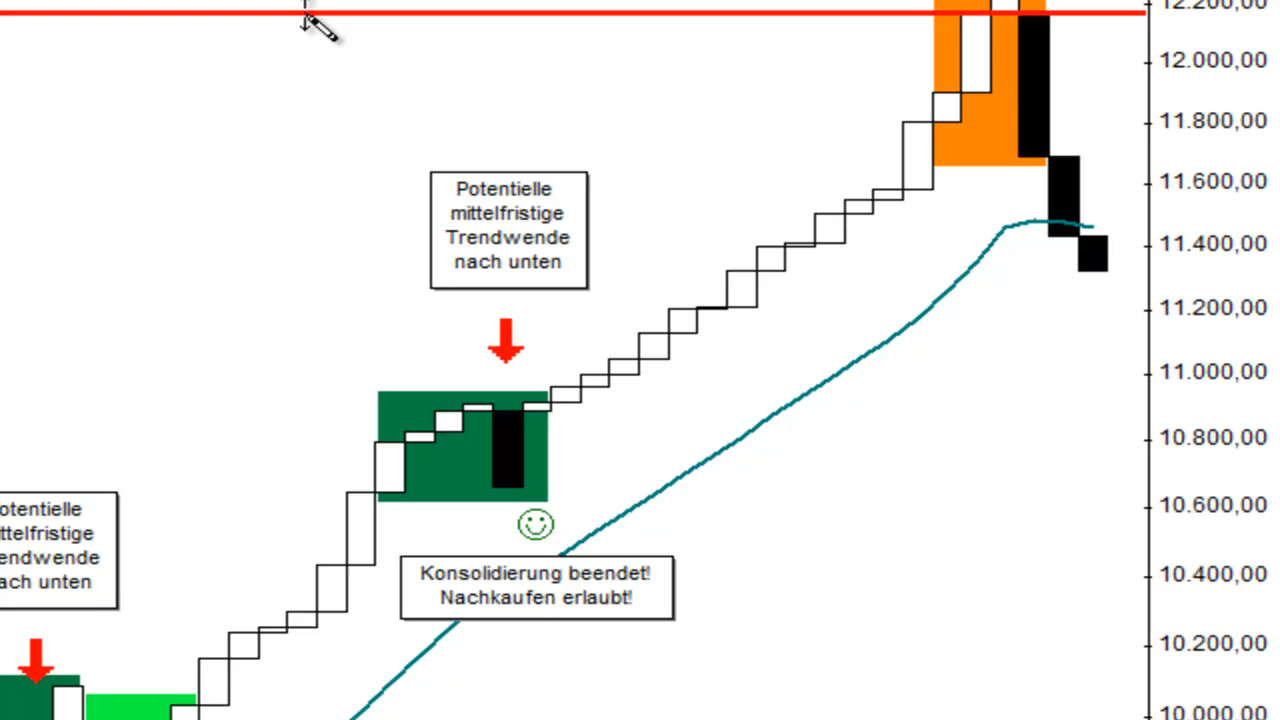 12.200,00
12.000,00
11.800,00
11.600,00
11.400,00
11.200,00
11.000,00
10.800,00
10.600,00
10.400,00
10.200,00
10.000,00
Potentielle
mittelfristige
Trendwende
nach unten
Konsolidierung beendet!
Nachkaufen erlaubt!
otentielle
ttelfristige
endwende
ach unten